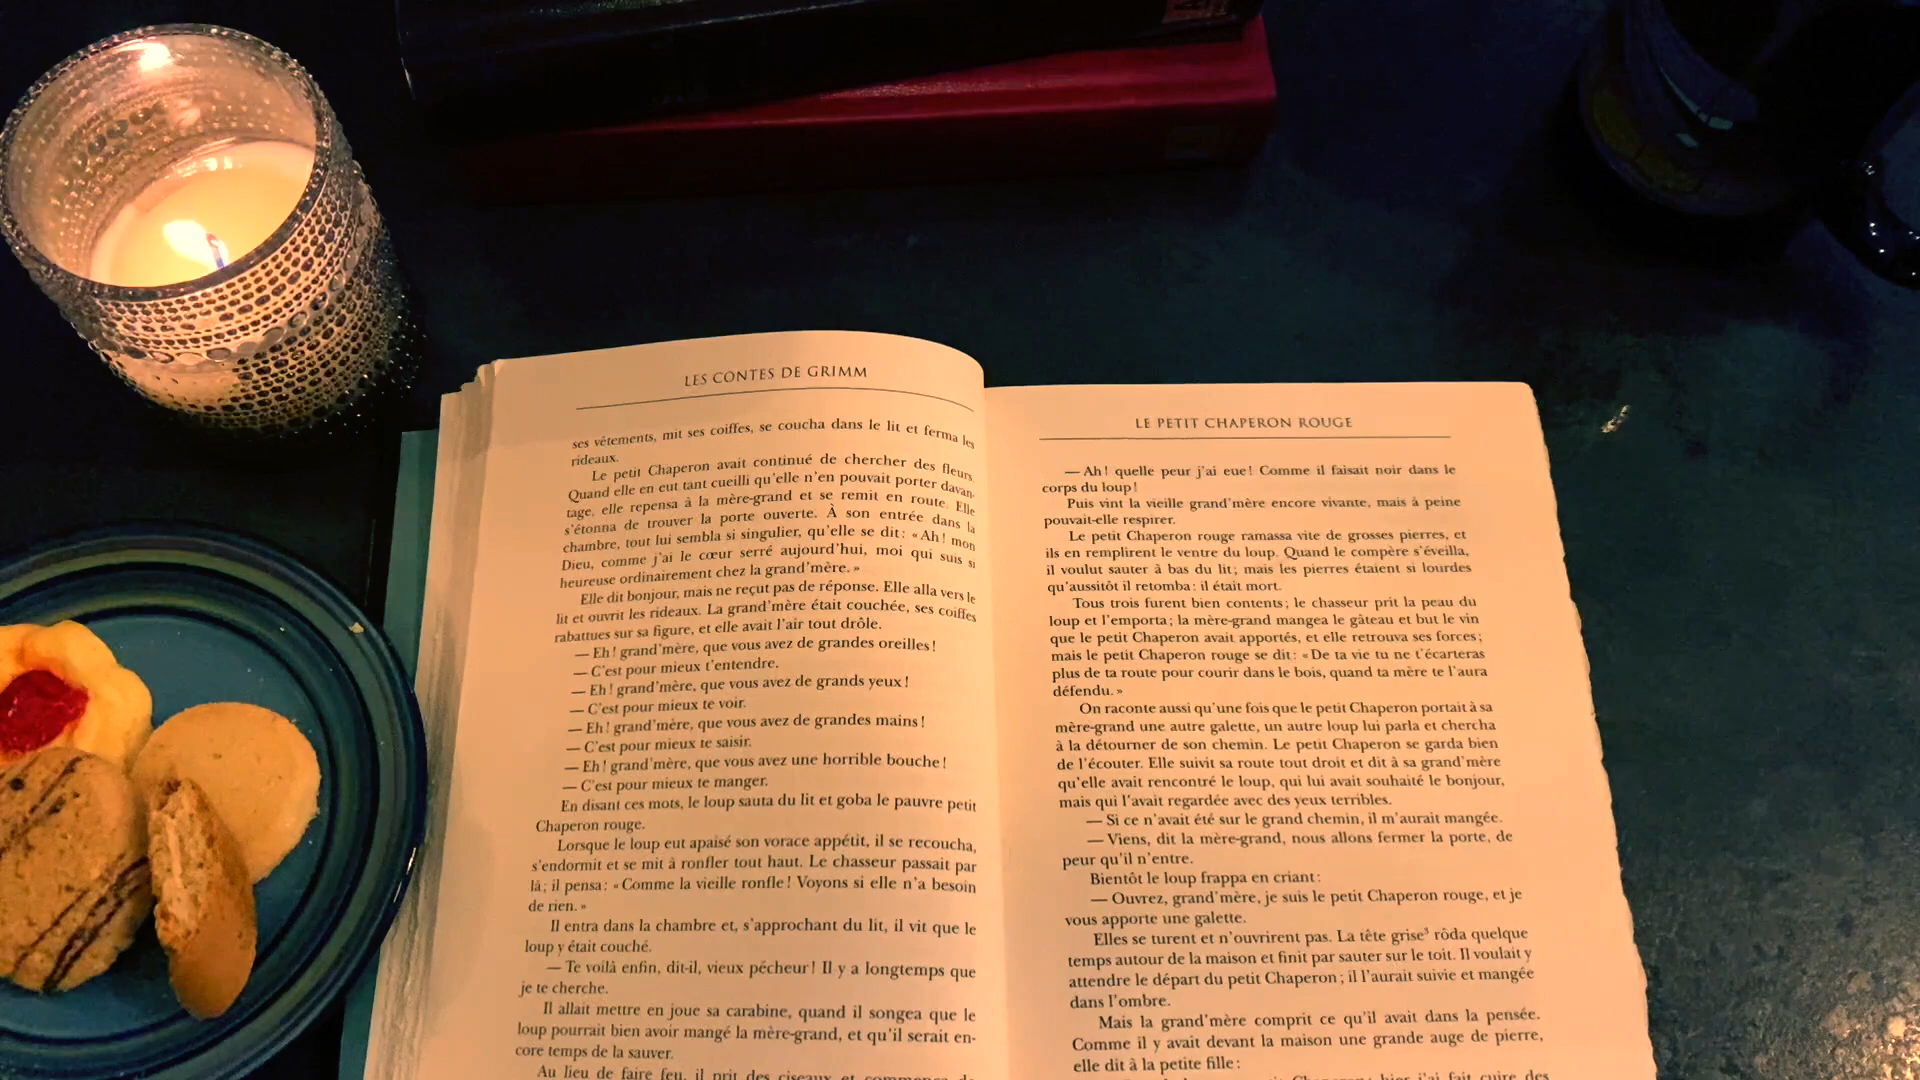 LES CONTES DE GRIMM
ses vêtements, mit ses coiffes, se coucha dans le lit et ferma les
rideaux.
Le petit Chaperon avait continué de chercher des fleurs.
Quand elle en eut tant cueilli qu'elle n'en pouvait porter davan-
tage, elle repensa à la mère-grand et se remit en route. Elle
s'étonna de trouver la porte ouverte. À son entrée dans la
chambre, tout lui sembla si singulier, qu'elle se dit : « Ah ! mon
Dieu, comme j'ai le cœur serré aujourd'hui, moi qui suis si
heureuse ordinairement chez la grand'mère. »
Elle dit bonjour, mais ne reçut pas de réponse. Elle alla vers le
lit et ouvrit les rideaux. La grand'mère était couchée, ses coiffes
rabattues sur sa figure, et elle avait l'air tout drôle.
— Eh ! grand'mère, que vous avez de grandes oreilles !
— C'est pour mieux t'entendre.
— Eh ! grand'mère, que vous avez de grands yeux !
— C'est pour mieux te voir.
— Eh ! grand'mère, que vous avez de grandes mains !
— C'est pour mieux te saisir.
— Eh ! grand'mère, que vous avez une horrible bouche !
— C'est pour mieux te manger.
En disant ces mots, le loup sauta du lit et goba le pauvre petit
Chaperon rouge.
Lorsque le loup eut apaisé son vorace appétit, il se recoucha,
s'endormit et se mit à ronfler tout haut. Le chasseur passait par
là ; il pensa : « Comme la vieille ronfle ! Voyons si elle n'a besoin
de rien. »
Il entra dans la chambre et, s'approchant du lit, il vit que le
loup y était couché.
— Te voilà enfin, dit-il, vieux pécheur ! Il y a longtemps que
je te cherche.
Il allait mettre en joue sa carabine, quand il songea que le
loup pourrait bien avoir mangé la mère-grand, et qu'il serait en-
core temps de la sauver.
Au lieu de faire feu, il prit des ciseaux et commença de
LE PETIT CHAPERON ROUGE
— Ah ! quelle peur j'ai eue ! Comme il faisait noir dans le
corps du loup !
Puis vint la vieille grand'mère encore vivante, mais à peine
pouvait-elle respirer.
Le petit Chaperon rouge ramassa vite de grosses pierres, et
ils en remplirent le ventre du loup. Quand le compère s'éveilla,
il voulut sauter à bas du lit ; mais les pierres étaient si lourdes
qu'aussitôt il retomba : il était mort.
Tous trois furent bien contents ; le chasseur prit la peau du
loup et l'emporta ; la mère-grand mangea le gâteau et but le vin
que le petit Chaperon avait apportés, et elle retrouva ses forces ;
mais le petit Chaperon rouge se dit : « De ta vie tu ne t'écarteras
plus de ta route pour courir dans le bois, quand ta mère te l'aura
défendu. »
On raconte aussi qu'une fois que le petit Chaperon portait à sa
mère-grand une autre galette, un autre loup lui parla et chercha
à la détourner de son chemin. Le petit Chaperon se garda bien
de l'écouter. Elle suivit sa route tout droit et dit à sa grand'mère
qu'elle avait rencontré le loup, qui lui avait souhaité le bonjour,
mais qui l'avait regardée avec des yeux terribles.
— Si ce n'avait été sur le grand chemin, il m'aurait mangée.
— Viens, dit la mère-grand, nous allons fermer la porte, de
peur qu'il n'entre.
Bientôt le loup frappa en criant :
— Ouvrez, grand'mère, je suis le petit Chaperon rouge, et je
vous apporte une galette.
Elles se turent et n'ouvrirent pas. La tête grise³ rôda quelque
temps autour de la maison et finit par sauter sur le toit. Il voulait y
attendre le départ du petit Chaperon ; il l'aurait suivie et mangée
dans l'ombre.
Mais la grand'mère comprit ce qu'il avait dans la pensée.
Comme il y avait devant la maison une grande auge de pierre,
elle dit à la petite fille :
petit Chaperon ; hier j'ai fait cuire des